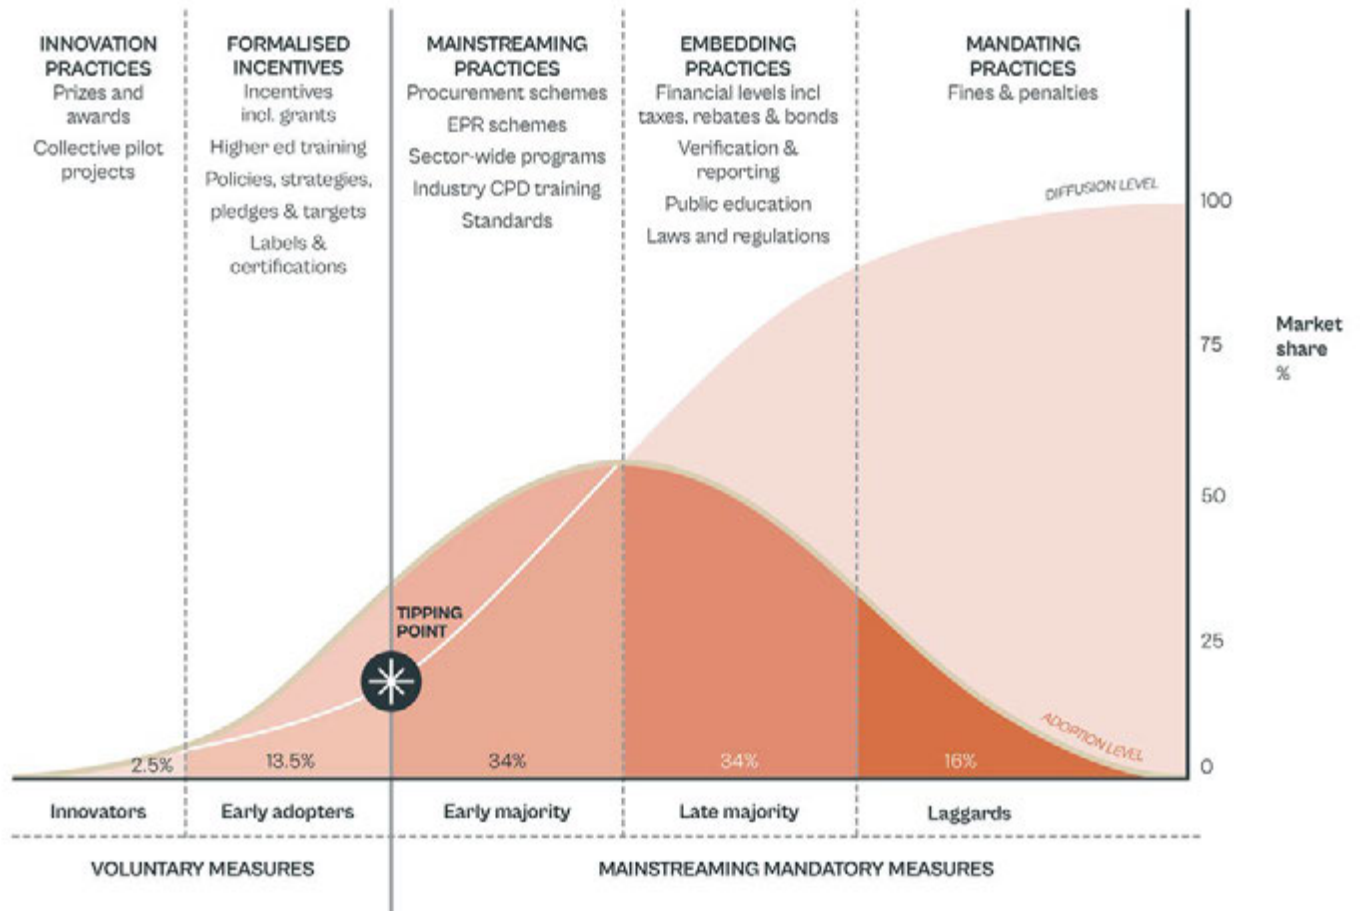 INNOVATION
PRACTICES
Prizes and
awards
Collective pilot
projects
FORMALISED
INCENTIVES
Incentives
incl. grants
Higher ed training
Policies, strategies,
pledges & targets
Labels &
certifications
MAINSTREAMING
PRACTICES
Procurement schemes
EPR schemes
Sector-wide programs
Industry CPD training
Standards
EMBEDDING
PRACTICES
Financial levels incl
taxes, rebates & bonds
Verification &
reporting
Public education
Laws and regulations
MANDATING
PRACTICES
Fines & penalties
DIFFUSION LEVEL
100
75
50
25
0
Market
share
%
TIPPING
POINT
ADOPTION LEVEL
2.5%
13.5%
34%
34%
16%
Innovators
Early adopters
Early majority
Late majority
Laggards
VOLUNTARY MEASURES
MAINSTREAMING MANDATORY MEASURES